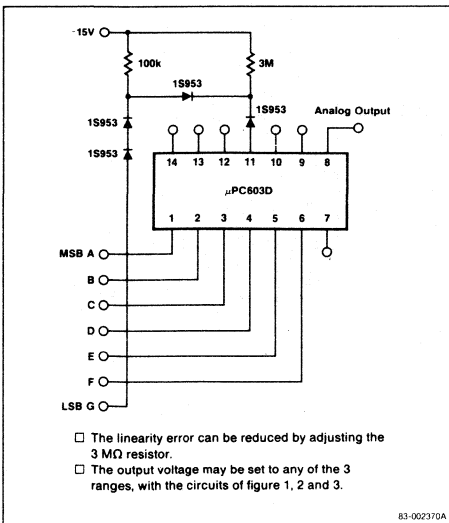 -15V
100k
3M
1S953
1S953
1S953
1S953
Analog Output
14 13 12 11 10 9 8
μPC603D
1 2 3 4 5 6 7
MSB A
B
C
D
E
F
LSB G
□ The linearity error can be reduced by adjusting the
3 MΩ resistor.
□ The output voltage may be set to any of the 3
ranges, with the circuits of figure 1, 2 and 3.
83-002370A